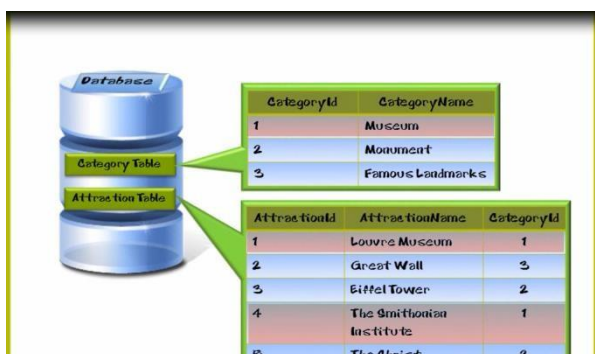 Database
Category Table
Attraction Table
CategoryId CategoryName
1 Museum
2 Monument
3 Famous Landmarks
AttractionId AttractionName CategoryId
1 Louvre Museum 1
2 Great Wall 3
3 Eiffel Tower 2
4 The Smithonian 1
Institute
The